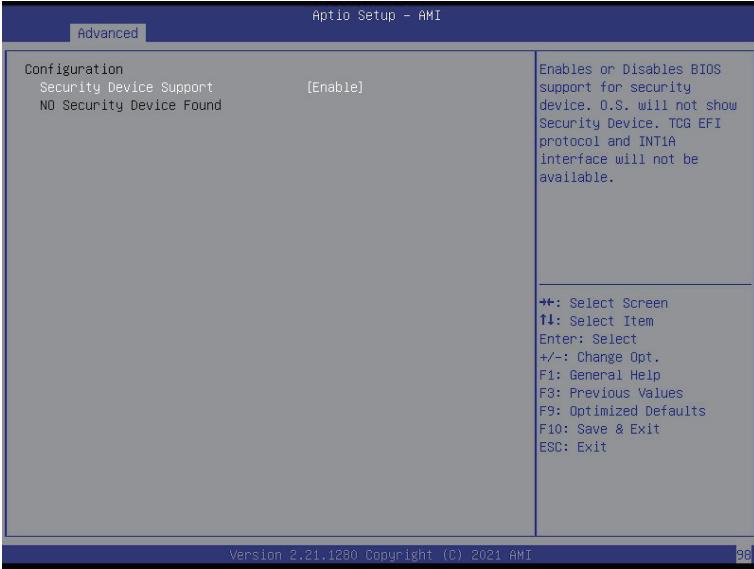 Aptio Setup – AMI
Advanced
Configuration
Security Device Support [Enable]
NO Security Device Found
Enables or Disables BIOS
support for security
device. O.S. will not show
Security Device. TCG EFI
protocol and INT1A
interface will not be
available.
→←: Select Screen
↑↓: Select Item
Enter: Select
+/-: Change Opt.
F1: General Help
F3: Previous Values
F9: Optimized Defaults
F10: Save & Exit
ESC: Exit
Version 2.21.1280 Copyright (C) 2021 AMI
98